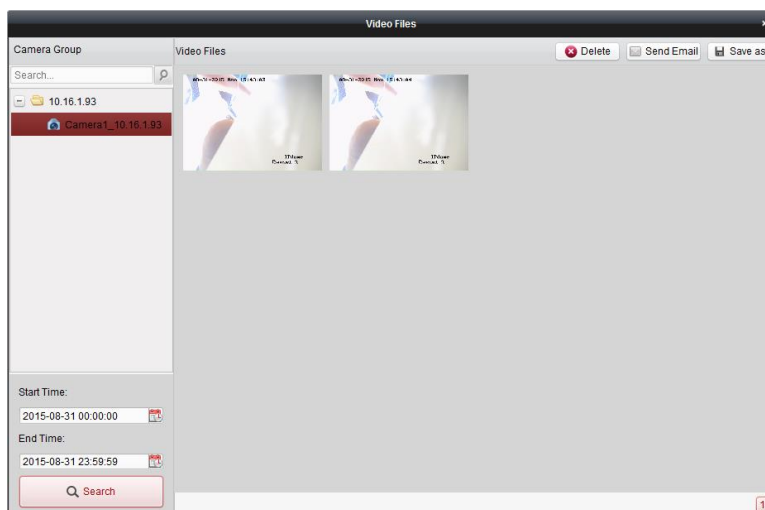 Video Files
Camera Group
Video Files
Delete
Send Email
Save as
Search...
10.16.1.93
Camera1_10.16.1.93
Start Time:
2015-08-31 00:00:00
End Time:
2015-08-31 23:59:59
Search
1